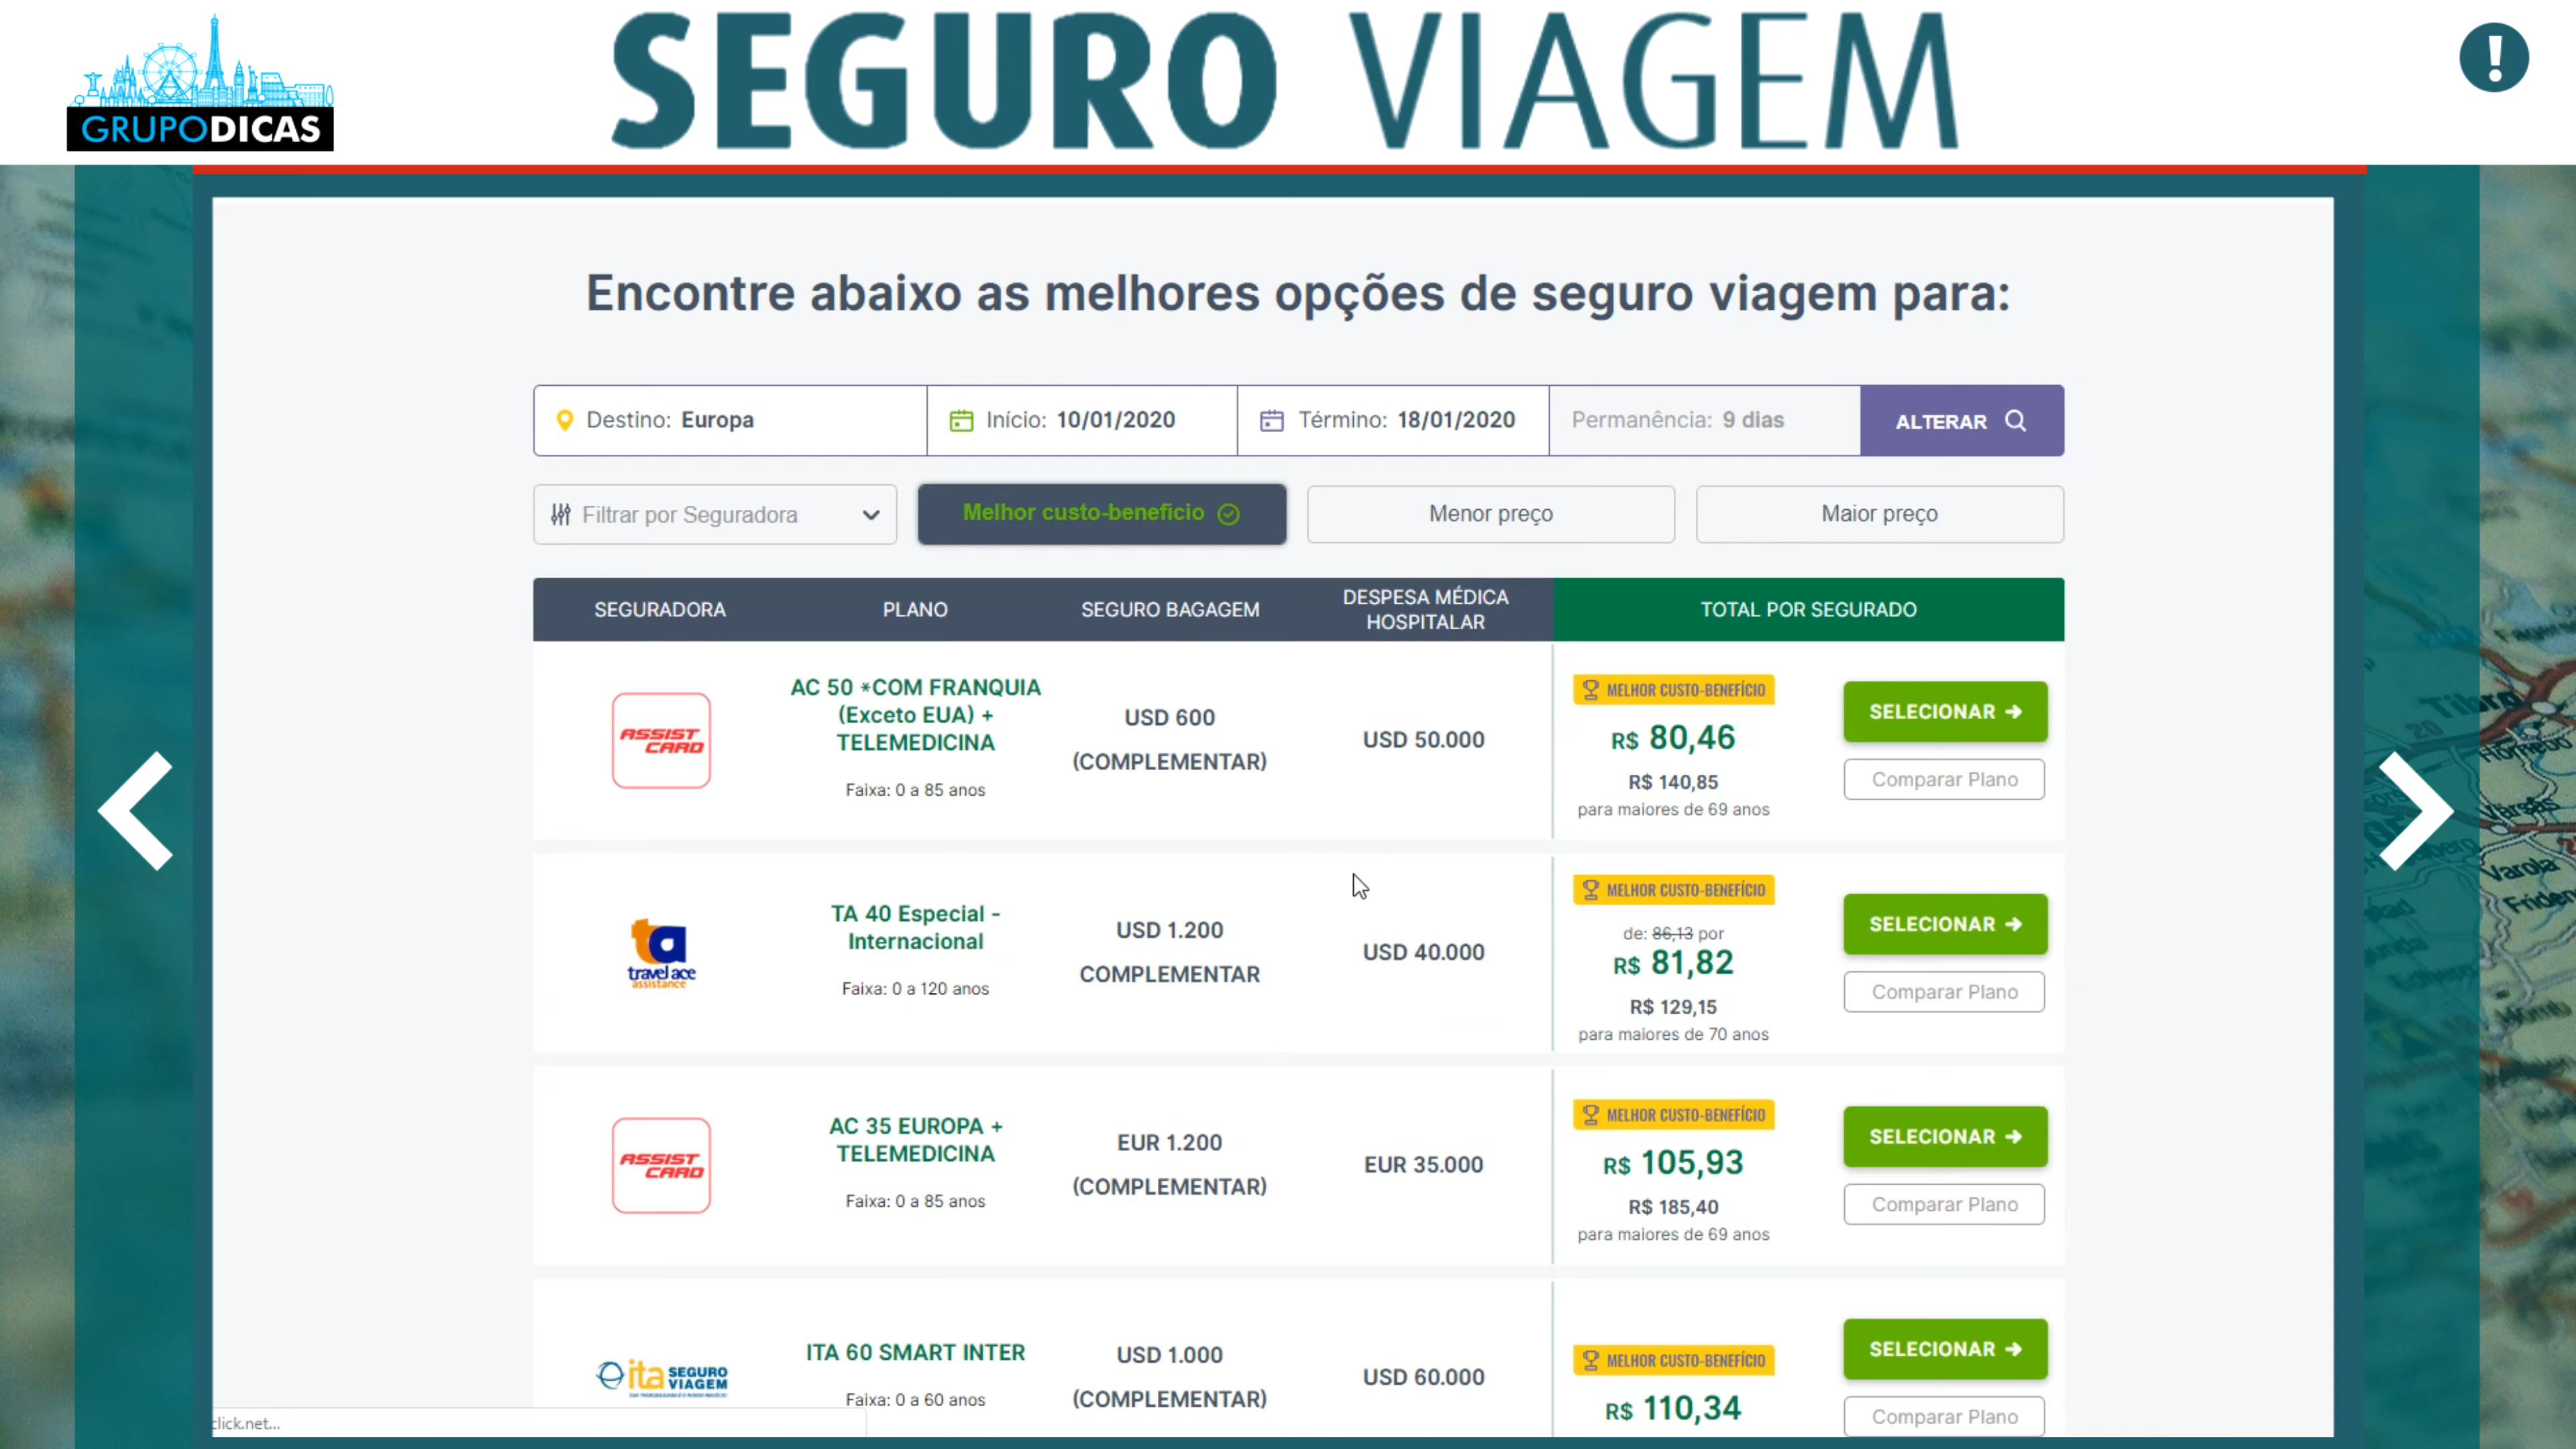 GRUPODICAS
SEGURO VIAGEM
Encontre abaixo as melhores opções de seguro viagem para:
Destino: Europa
Início: 10/01/2020
Término: 18/01/2020
Permanência: 9 dias
ALTERAR
Filtrar por Seguradora
Melhor custo-benefício
Menor preço
Maior preço
SEGURADORA
PLANO
SEGURO BAGAGEM
DESPESA MÉDICA
HOSPITALAR
TOTAL POR SEGURADO
ASSIST
CARD
AC 50 *COM FRANQUIA
(Exceto EUA) +
TELEMEDICINA
Faixa: 0 a 85 anos
USD 600
(COMPLEMENTAR)
USD 50.000
MELHOR CUSTO-BENEFÍCIO
R$ 80,46
R$ 140,85
para maiores de 69 anos
SELECIONAR
Comparar Plano
ta
travel ace
assistance
TA 40 Especial -
Internacional
Faixa: 0 a 120 anos
USD 1.200
COMPLEMENTAR
USD 40.000
MELHOR CUSTO-BENEFÍCIO
de: 86,13 por
R$ 81,82
R$ 129,15
para maiores de 70 anos
SELECIONAR
Comparar Plano
ASSIST
CARD
AC 35 EUROPA +
TELEMEDICINA
Faixa: 0 a 85 anos
EUR 1.200
(COMPLEMENTAR)
EUR 35.000
MELHOR CUSTO-BENEFÍCIO
R$ 105,93
R$ 185,40
para maiores de 69 anos
SELECIONAR
Comparar Plano
ita SEGURO
VIAGEM
ITA 60 SMART INTER
Faixa: 0 a 60 anos
USD 1.000
(COMPLEMENTAR)
USD 60.000
MELHOR CUSTO-BENEFÍCIO
R$ 110,34
SELECIONAR
Comparar Plano
click.net...
Varola